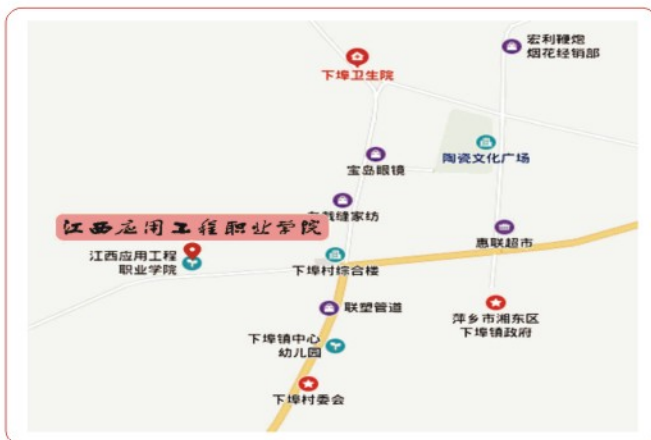 宏利鞭炮
烟花经销部
下埠卫生院
陶瓷文化广场
宝岛眼镜
裁缝家纺
江西应用工程职业学院
惠联超市
江西应用工程
职业学院
下埠村综合楼
联塑管道
萍乡市湘东区
下埠镇政府
下埠镇中心
幼儿园
下埠村委会